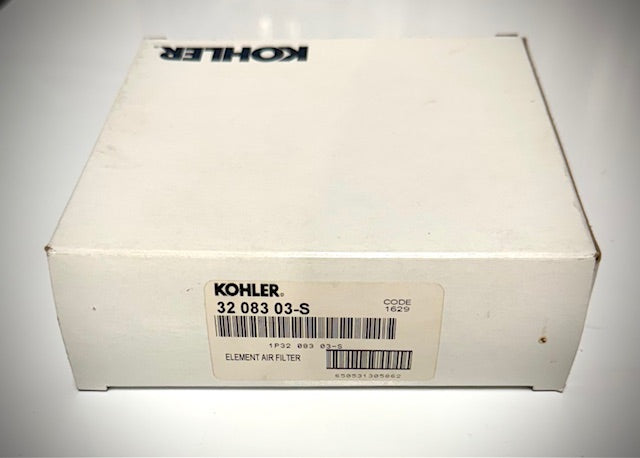 KOHLER
KOHLER®
32 083 03-S
CODE
1629
1P32 083 03-S
ELEMENT AIR FILTER
650531305862